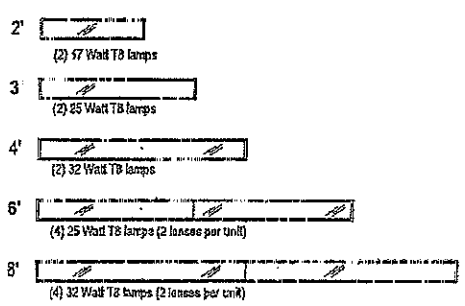 2'
(2) 17 Watt T8 lamps
3'
(2) 25 Watt T8 lamps
4'
(2) 32 Watt T8 lamps
6'
(4) 25 Watt T8 lamps (2 lenses per unit)
8'
(4) 32 Watt T8 lamps (2 lenses per unit)